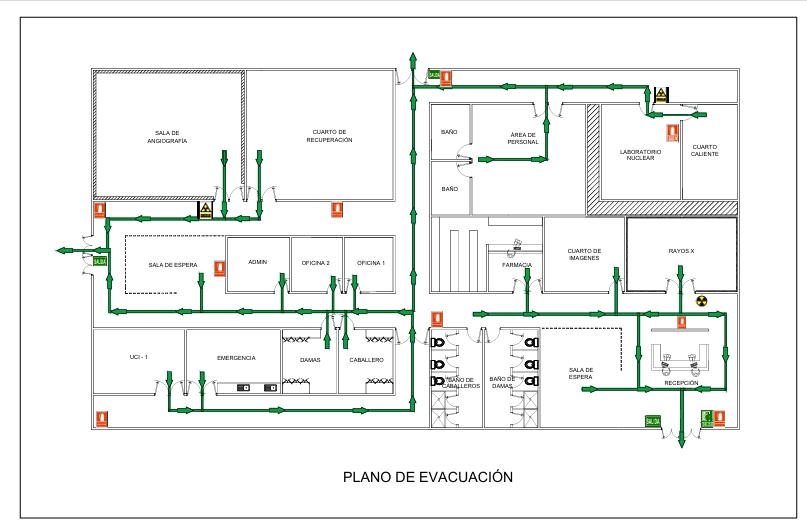 SALIDA
SALA DE
ANGIOGRAFÍA
CUARTO DE
RECUPERACIÓN
BAÑO
ÁREA DE
PERSONAL
LABORATORIO
NUCLEAR
CUARTO
CALIENTE
BAÑO
SALA DE ESPERA
ADMIN
OFICINA 2
OFICINA 1
FARMACIA
CUARTO DE
IMAGENES
RAYOS X
SALIDA
UCI - 1
EMERGENCIA
DAMAS
CABALLERO
BAÑO DE
CABALLEROS
BAÑO DE
DAMAS
SALA DE
ESPERA
RECEPCIÓN
SALIDA
PLANO DE EVACUACIÓN